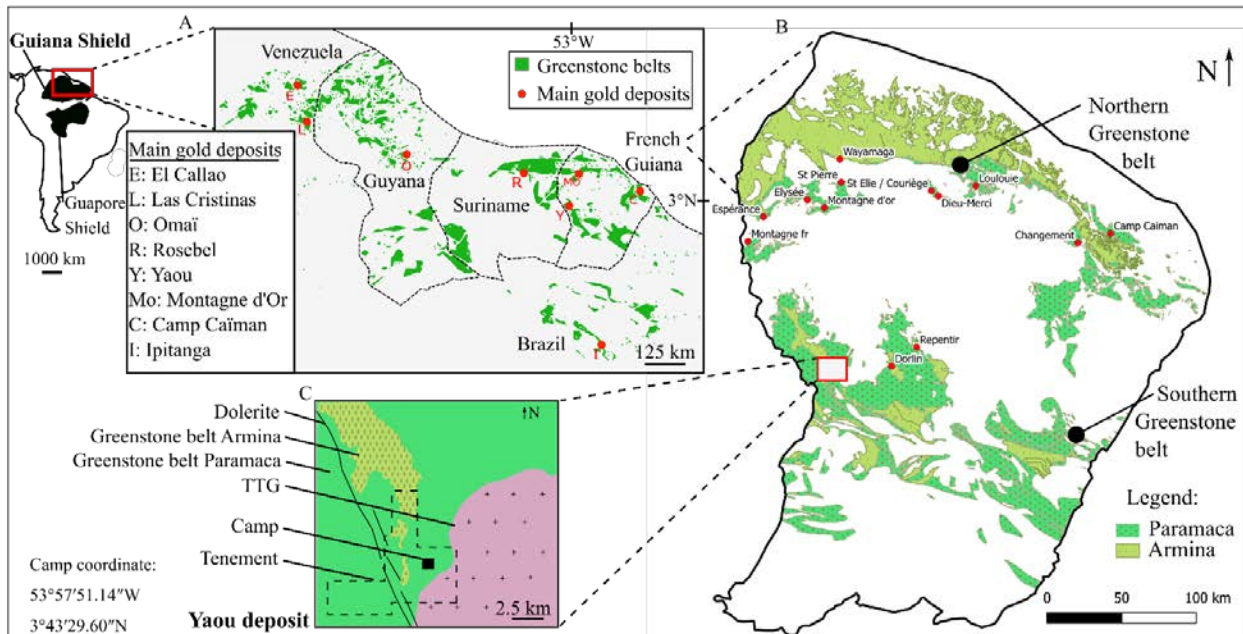 A
Guiana Shield
Guapore
Shield
1000 km
Main gold deposits
E: El Callao
L: Las Cristinas
O: Omaï
R: Rosebel
Y: Yaou
Mo: Montagne d'Or
C: Camp Caïman
I: Ipitanga
53°W
Venezuela
Greenstone belts
Main gold deposits
E
L
O
Guyana
R
Suriname
Mo
Y
C
French
Guiana
3°N
Brazil
I
125 km
B
N
Northern
Greenstone
belt
Wayamaga
St Pierre
St Elie / Couriège
Loulouie
Elysée
Dieu-Merci
Espérance
Montagne d'or
Montagne fr
Changement
Camp Caiman
Repentir
Dorlin
Southern
Greenstone
belt
Legend:
Paramaca
Armina
0 50 100 km
C
N
Dolerite
Greenstone belt Armina
Greenstone belt Paramaca
TTG
Camp
Tenement
2.5 km
Yaou deposit
Camp coordinate:
53°57'51.14"W
3°43'29.60"N